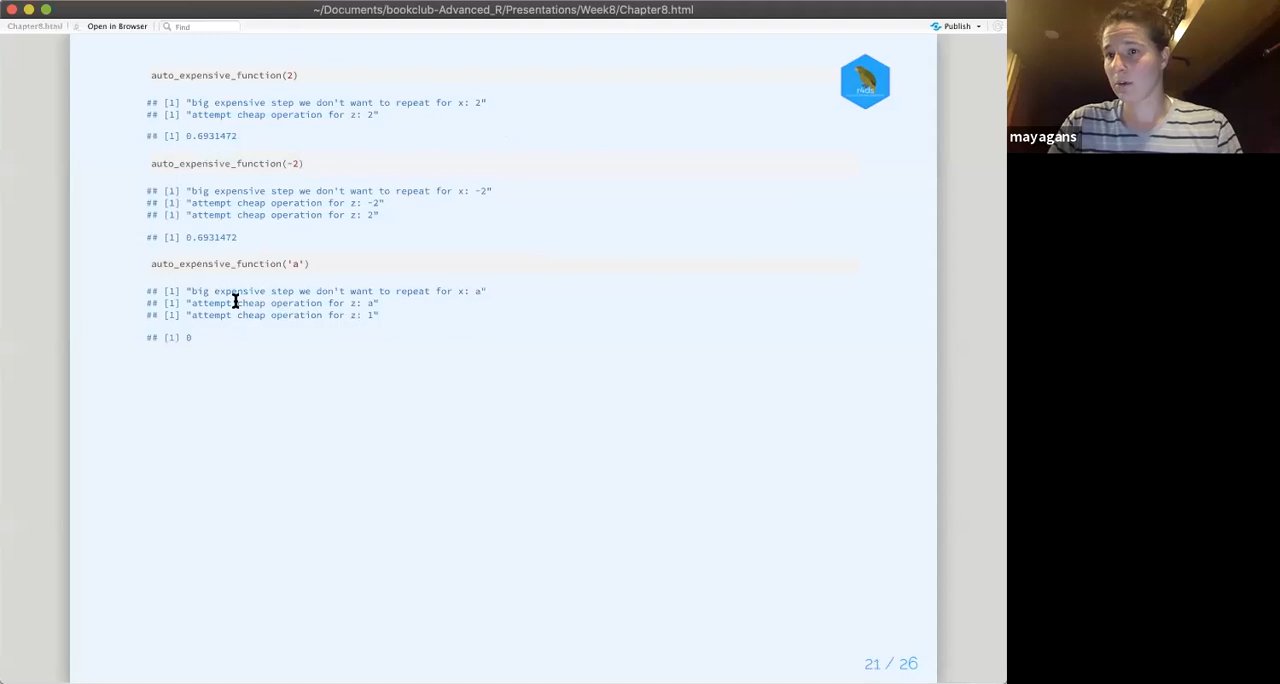 ~/Documents/bookclub-Advanced_R/Presentations/Week8/Chapter8.html
Chapter8.html
Open in Browser
Find
Publish
auto_expensive_function(2)
## [1] "big expensive step we don't want to repeat for x: 2"
## [1] "attempt cheap operation for z: 2"
## [1] 0.6931472
auto_expensive_function(-2)
## [1] "big expensive step we don't want to repeat for x: -2"
## [1] "attempt cheap operation for z: -2"
## [1] "attempt cheap operation for z: 2"
## [1] 0.6931472
auto_expensive_function('a')
## [1] "big expensive step we don't want to repeat for x: a"
## [1] "attempt cheap operation for z: a"
## [1] "attempt cheap operation for z: 1"
## [1] 0
r4ds
21 / 26
mayagans